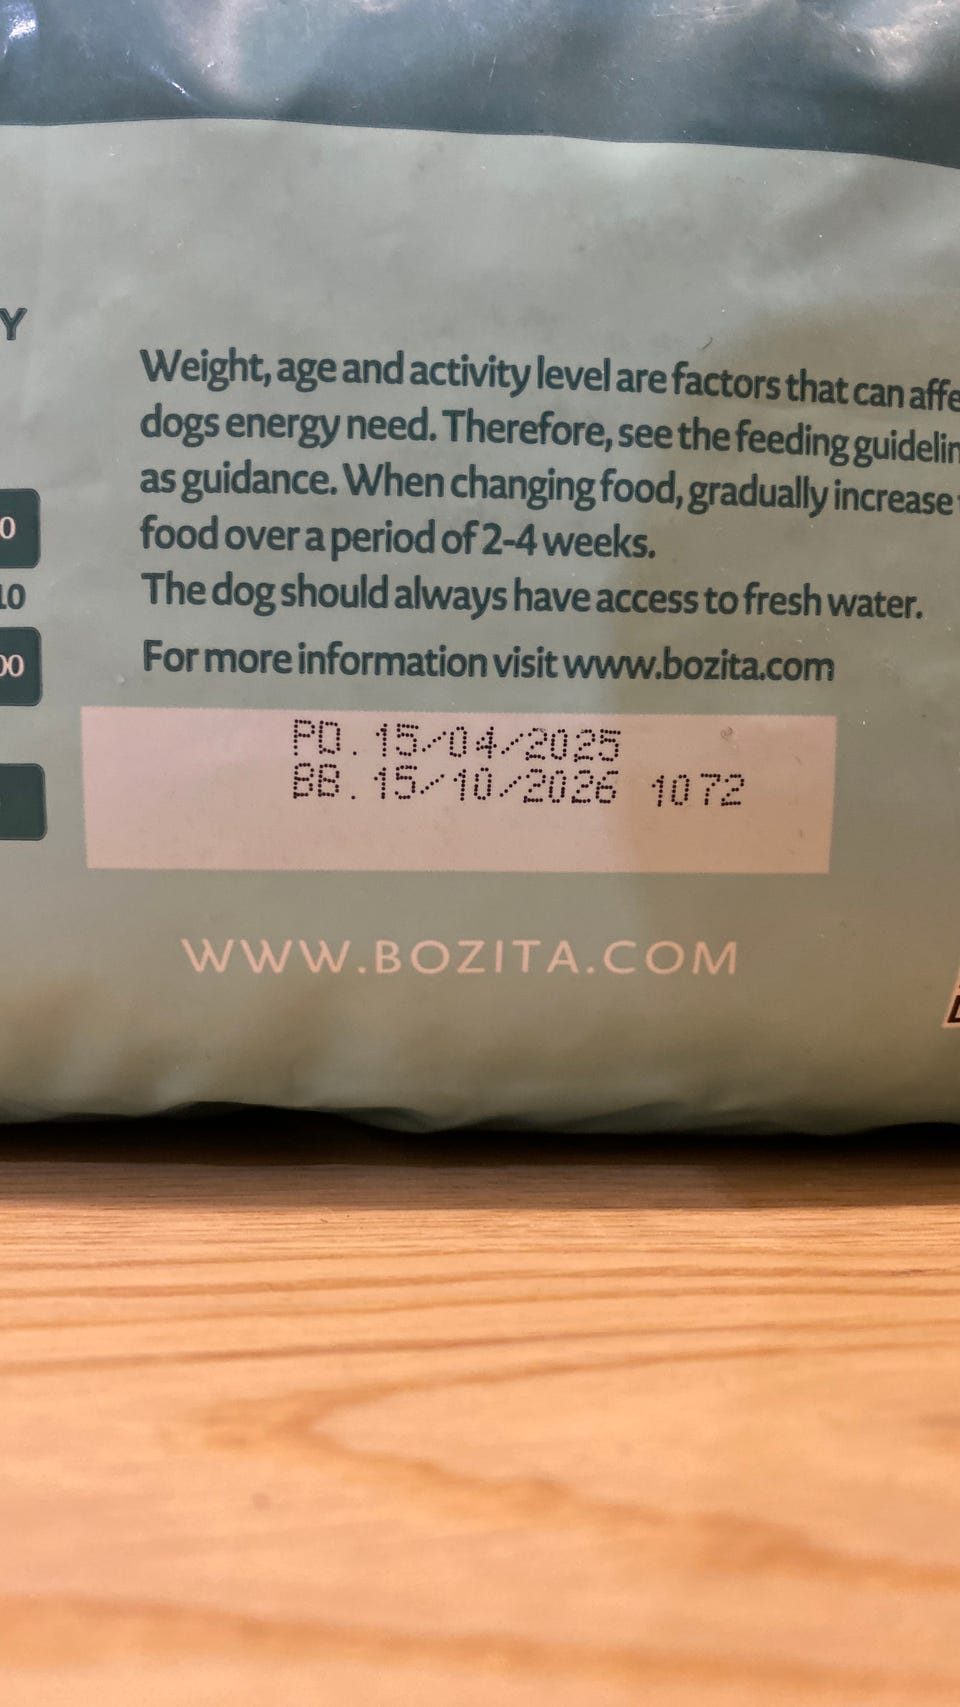 Y
Weight, age and activity level are factors that can
dogs energy need. Therefore, see the feeding
as guidance. When changing food, gradually increase
food over a period of 2-4 weeks.
The dog should always have access to fresh water.
For more information visit www.bozita.com
0
10
00
PD. 15/04/2025
BB. 15/10/2026 1072
WWW.BOZITA.COM